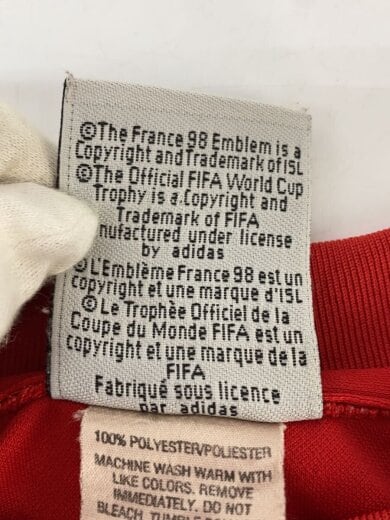 ©The France 98 Emblem is a
Copyright and Trademark of ISL
©The Official FIFA World Cup
Trophy is a Copyright and
Trademark of FIFA
nufactured under license
by adidas
©L'Emblème France 98 est un
copyright et une marque d'ISL
©Le Trophée Officiel de la
Coupe du Monde FIFA est un
copyright et une marque de la
FIFA
Fabriqué sous licence
par adidas
100% POLYESTER/POLYESTER
MACHINE WASH WARM WITH
LIKE COLORS. REMOVE
IMMEDIATELY. DO NOT
BLEACH. TUMBLE